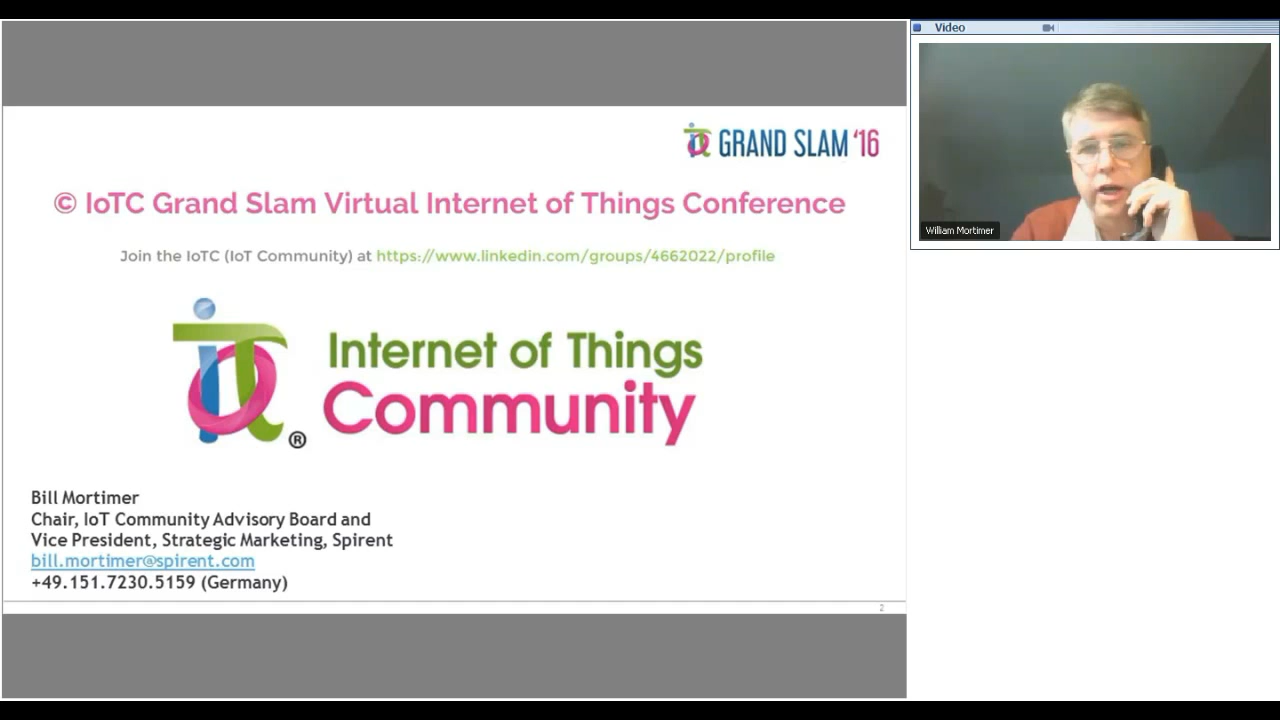 GRAND SLAM '16
© IoTC Grand Slam Virtual Internet of Things Conference
Join the IoTC (IoT Community) at https://www.linkedin.com/groups/4662022/profile
Internet of Things
Community
®
Bill Mortimer
Chair, IoT Community Advisory Board and
Vice President, Strategic Marketing, Spirent
bill.mortimer@spirent.com
+49.151.7230.5159 (Germany)
2
Video
William Mortimer